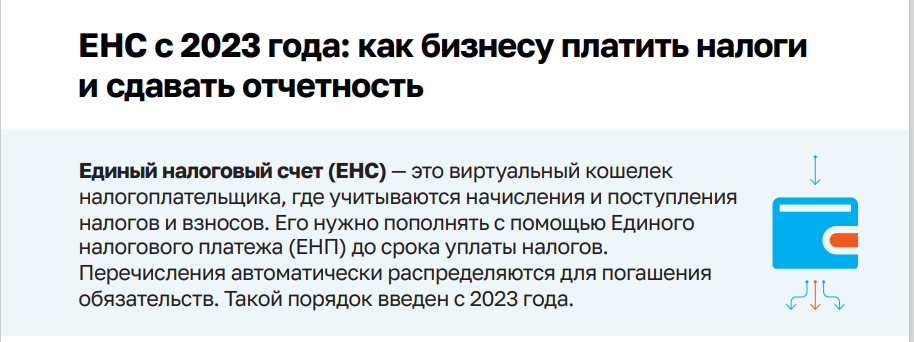 ЕНС с 2023 года: как бизнесу платить налоги
и сдавать отчетность
Единый налоговый счет (ЕНС) — это виртуальный кошелек
налогоплательщика, где учитываются начисления и поступления
налогов и взносов. Его нужно пополнять с помощью Единого
налогового платежа (ЕНП) до срока уплаты налогов.
Перечисления автоматически распределяются для погашения
обязательств. Такой порядок введен с 2023 года.